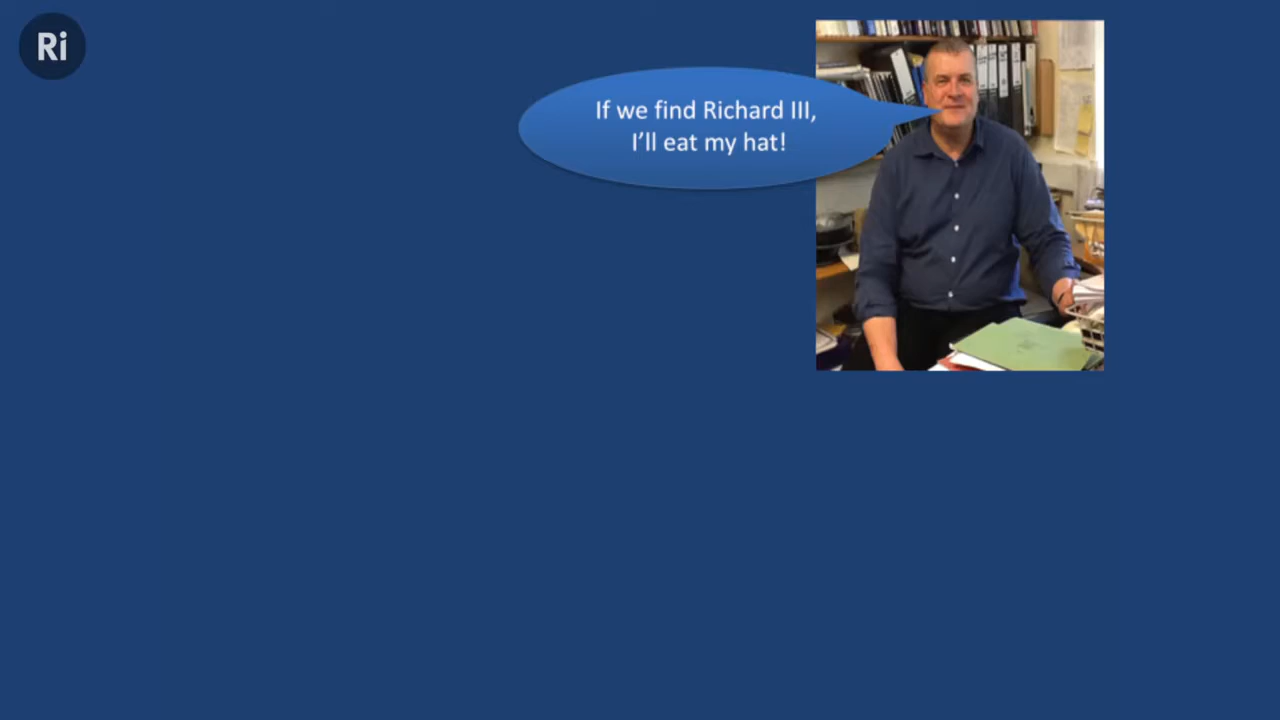 Ri
If we find Richard III,
I’ll eat my hat!